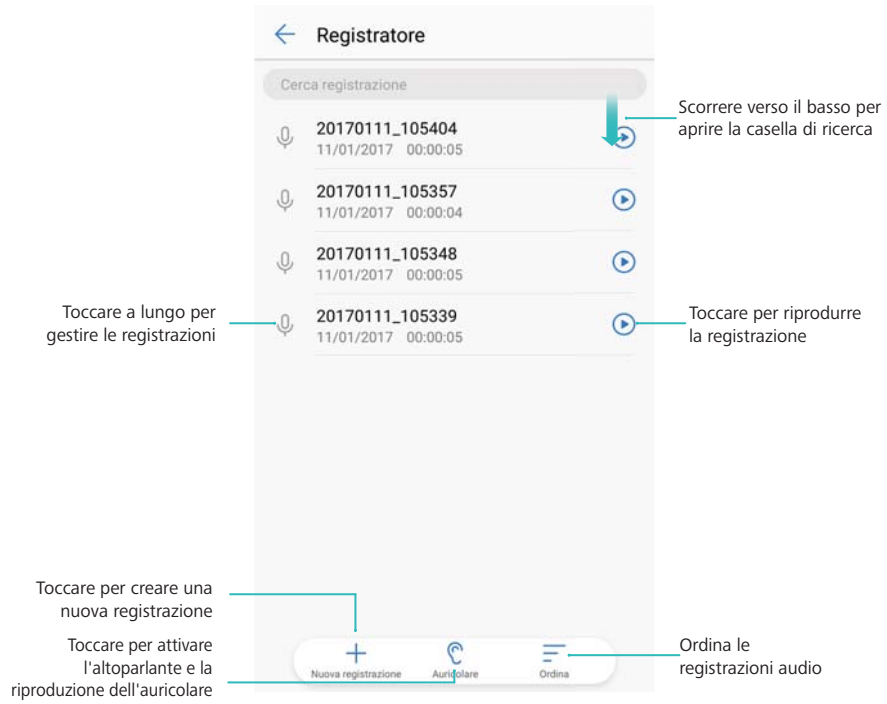 Registratore
Cerca registrazione
Scorrere verso il basso per
aprire la casella di ricerca
20170111_105404
11/01/2017 00:00:05
20170111_105357
11/01/2017 00:00:04
20170111_105348
11/01/2017 00:00:05
Toccare a lungo per
gestire le registrazioni
20170111_105339
11/01/2017 00:00:05
Toccare per riprodurre
la registrazione
Toccare per creare una
nuova registrazione
Toccare per attivare
l'altoparlante e la
riproduzione dell'auricolare
Nuova registrazione
Auricolare
Ordina
Ordina le
registrazioni audio